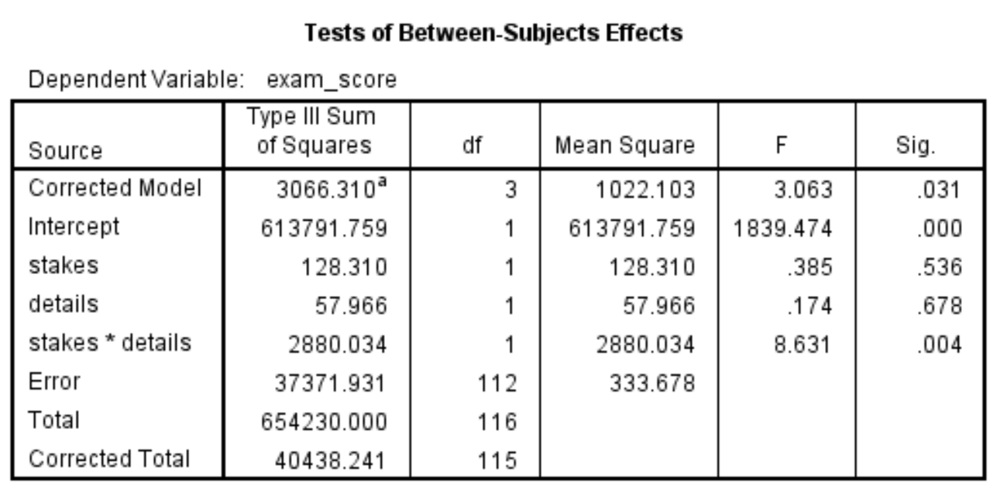 Tests of Between-Subjects Effects
Dependent Variable: exam_score
Source Type III Sum of Squares df Mean Square F Sig.
Corrected Model 3066.310a 3 1022.103 3.063 .031
Intercept 613791.759 1 613791.759 1839.474 .000
stakes 128.310 1 128.310 .385 .536
details 57.966 1 57.966 .174 .678
stakes * details 2880.034 1 2880.034 8.631 .004
Error 37371.931 112 333.678
Total 654230.000 116
Corrected Total 40438.241 115